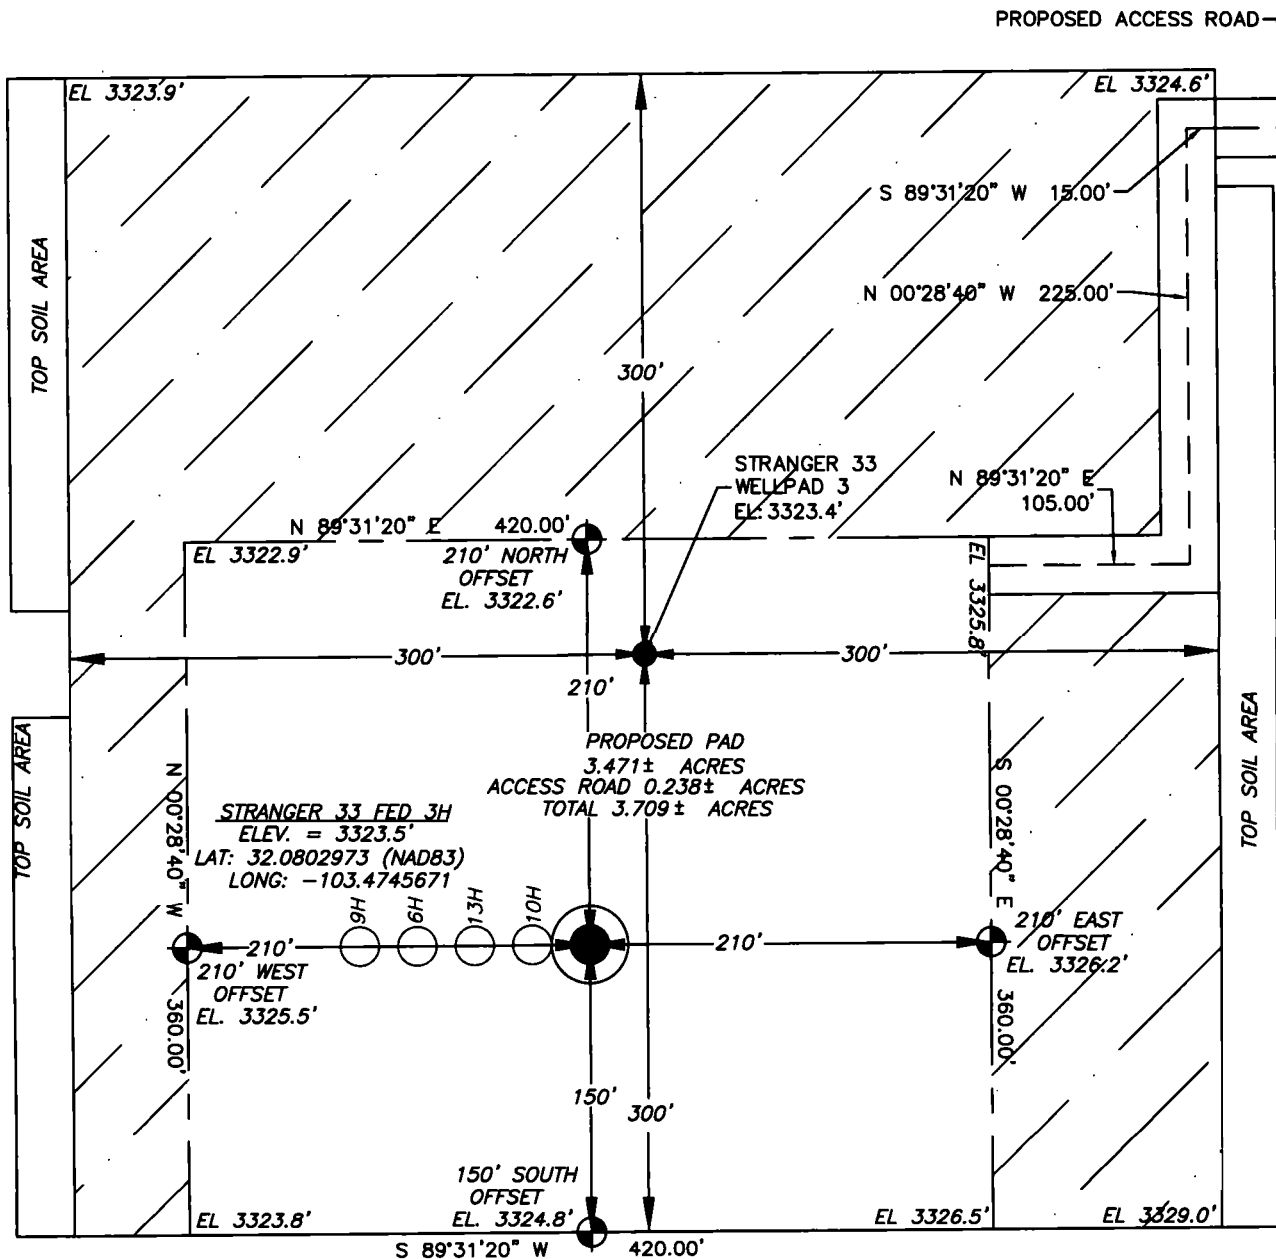 PROPOSED ACCESS ROAD
EL 3323.9'
EL 3324.6'
TOP SOIL AREA
S 89°31'20" W 15.00'
N 00°28'40" W 225.00'
300'
STRANGER 33
WELLPAD 3
EL: 3323.4'
N 89°31'20" E
105.00'
N 89°31'20" E 420.00'
EL 3322.9'
210' NORTH
OFFSET
EL. 3322.6'
EL 3325.8'
300'
300'
210'
PROPOSED PAD
3.471± ACRES
ACCESS ROAD 0.238± ACRES
TOTAL 3.709± ACRES
TOP SOIL AREA
TOP SOIL AREA
N 00°28'40" W 360.00'
S 00°28'40" E 360.00'
STRANGER 33 FED 3H
ELEV. = 3323.5'
LAT: 32.0802973 (NAD83)
LONG: -103.4745671
9H
6H
13H
10H
210'
210'
210' WEST
OFFSET
EL. 3325.5'
210' EAST
OFFSET
EL. 3326.2'
150'
300'
150' SOUTH
OFFSET
EL. 3324.8'
EL 3323.8'
EL 3326.5'
EL 3329.0'
S 89°31'20" W 420.00'